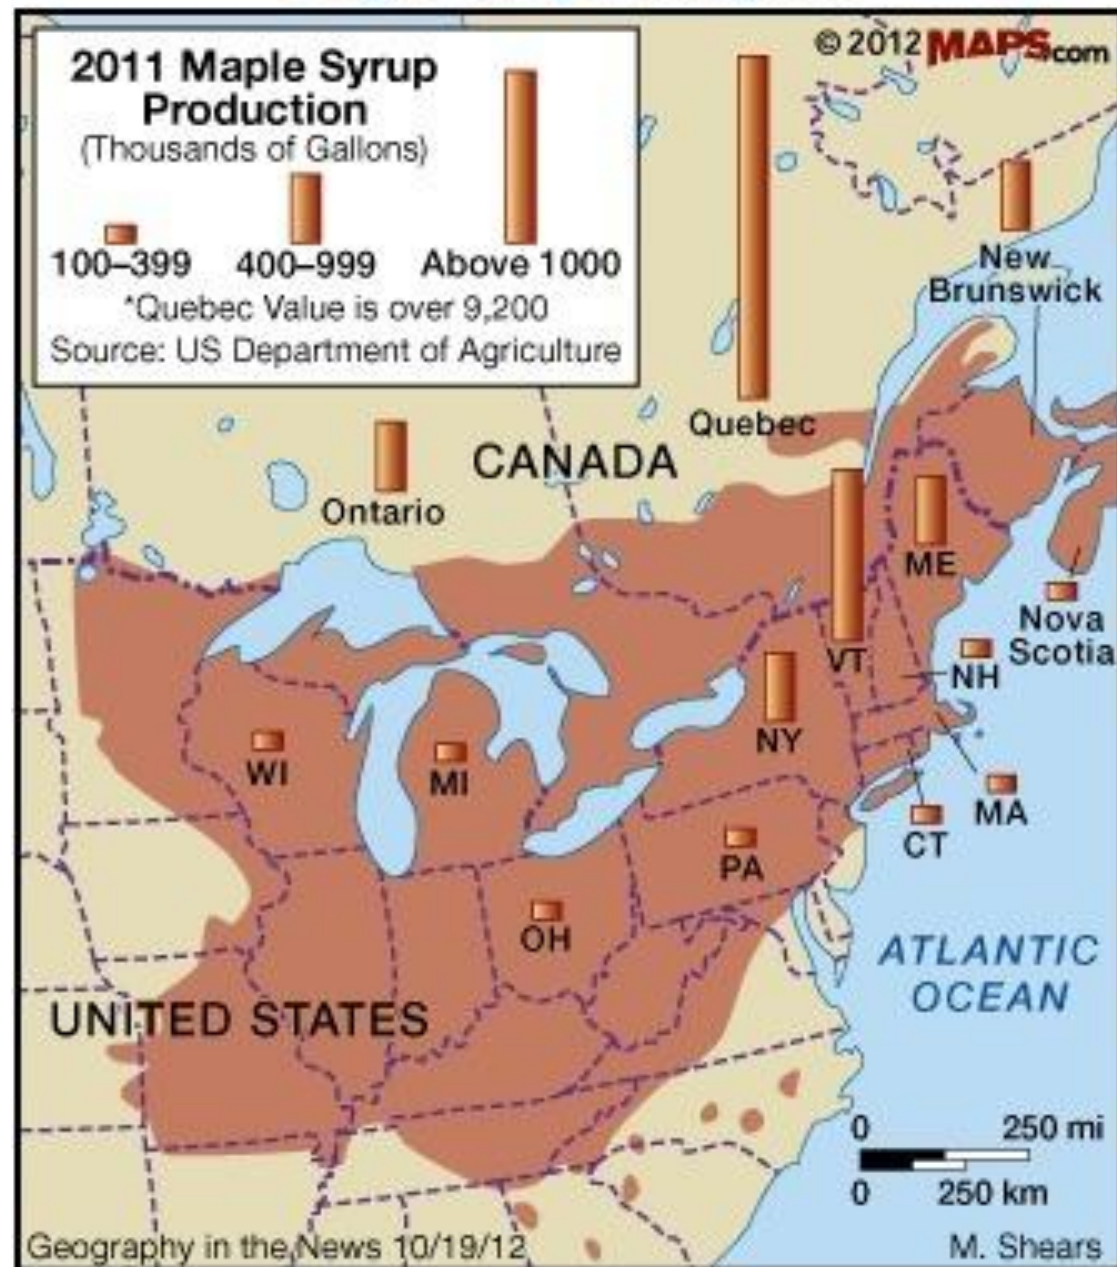 2011 Maple Syrup
Production
(Thousands of Gallons)
100–399 400–999 Above 1000
*Quebec Value is over 9,200
Source: US Department of Agriculture
© 2012 MAPS.com
New
Brunswick
Quebec
CANADA
Ontario
ME
Nova
Scotia
VT
NH
NY
WI
MI
MA
CT
PA
OH
ATLANTIC
OCEAN
UNITED STATES
0 250 mi
0 250 km
Geography in the News 10/19/12
M. Shears